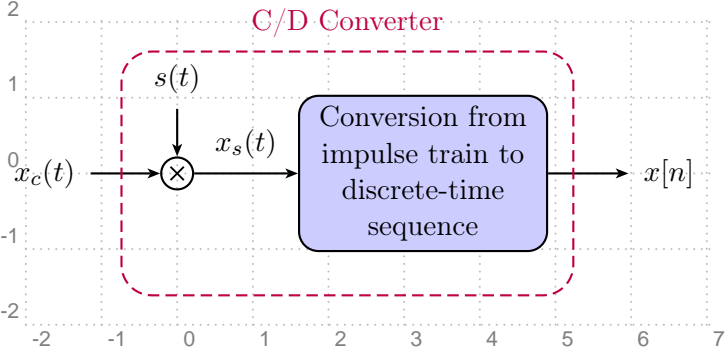 C/D Converter
s(t)
x_c(t)
x_s(t)
Conversion from
impulse train to
discrete-time
sequence
x[n]
2
1
0
-1
-2
-2 -1 0 1 2 3 4 5 6 7